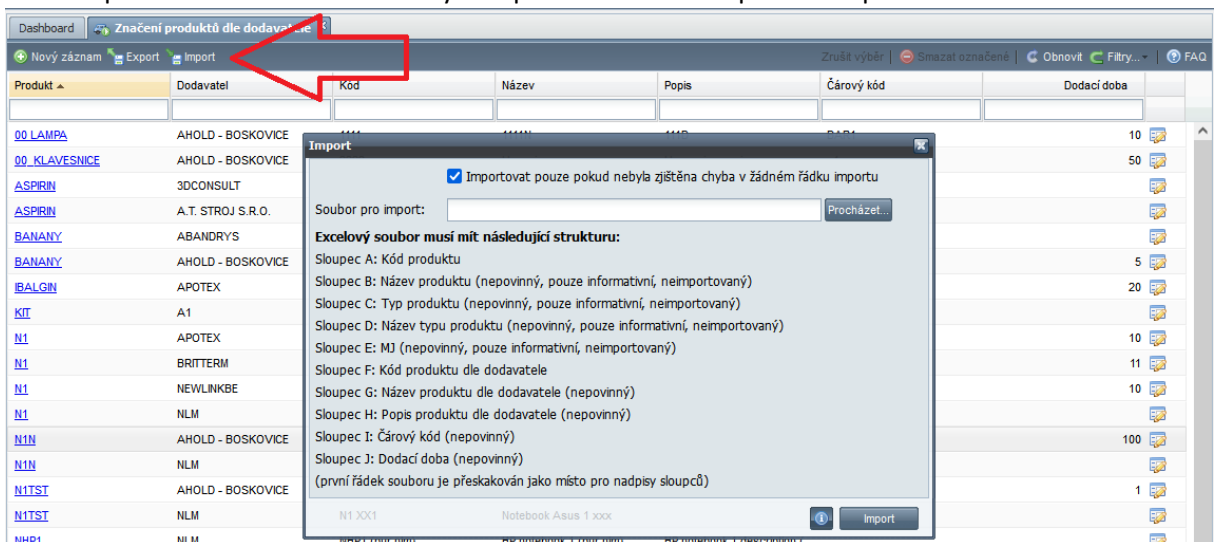 Dashboard Značení produktů dle dodavatele
Nový záznam Export Import Zrušit výběr Smazat označené Obnovit Filtry... FAQ
Produkt Dodavatel Kód Název Popis Čárový kód Dodací doba
00 LAMPA AHOLD - BOSKOVICE 10
00_KLAVESNICE AHOLD - BOSKOVICE 50
ASPIRIN 3DCONSULT
ASPIRIN A.T. STROJ S.R.O.
BANANY ABANDRYS
BANANY AHOLD - BOSKOVICE 5
IBALGIN APOTEX 20
KIT A1
N1 APOTEX 10
N1 BRITTERM 11
N1 NEWLINKBE 10
N1 NLM
N1N AHOLD - BOSKOVICE 100
N1N NLM
N1TST AHOLD - BOSKOVICE 1
N1TST NLM N1 XX1 Notebook Asus 1 xxx
NHP1 NLM
Import
Importovat pouze pokud nebyla zjištěna chyba v žádném řádku importu
Soubor pro import: Procházet...
Excelový soubor musí mít následující strukturu:
Sloupec A: Kód produktu
Sloupec B: Název produktu (nepovinný, pouze informativní, neimportovaný)
Sloupec C: Typ produktu (nepovinný, pouze informativní, neimportovaný)
Sloupec D: Název typu produktu (nepovinný, pouze informativní, neimportovaný)
Sloupec E: MJ (nepovinný, pouze informativní, neimportovaný)
Sloupec F: Kód produktu dle dodavatele
Sloupec G: Název produktu dle dodavatele (nepovinný)
Sloupec H: Popis produktu dle dodavatele (nepovinný)
Sloupec I: Čárový kód (nepovinný)
Sloupec J: Dodací doba (nepovinný)
(první řádek souboru je přeskakován jako místo pro nadpisy sloupců)
Import